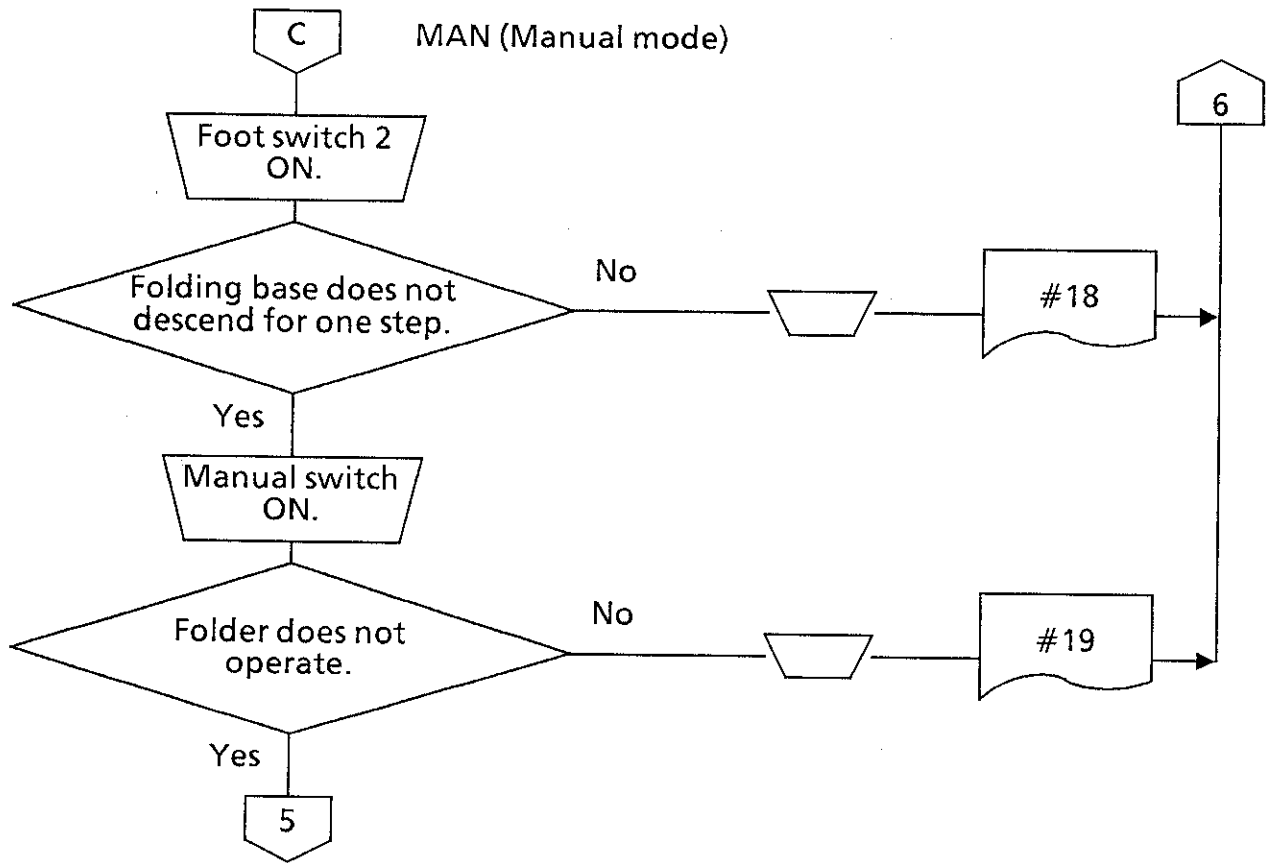 C
MAN (Manual mode)
6
Foot switch 2
ON.
Folding base does not
descend for one step.
No
#18
Yes
Manual switch
ON.
Folder does not
operate.
No
#19
Yes
5